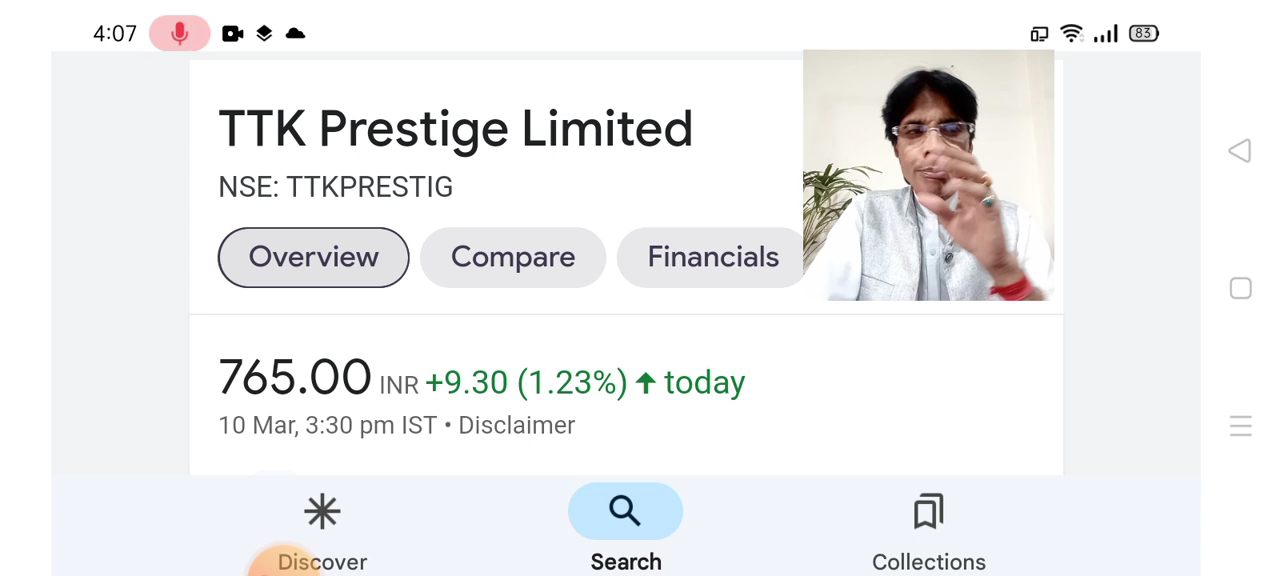 4:07
83
TTK Prestige Limited
NSE: TTKPRESTIG
Overview Compare Financials
765.00 INR +9.30 (1.23%) ↑ today
10 Mar, 3:30 pm IST • Disclaimer
Discover Search Collections